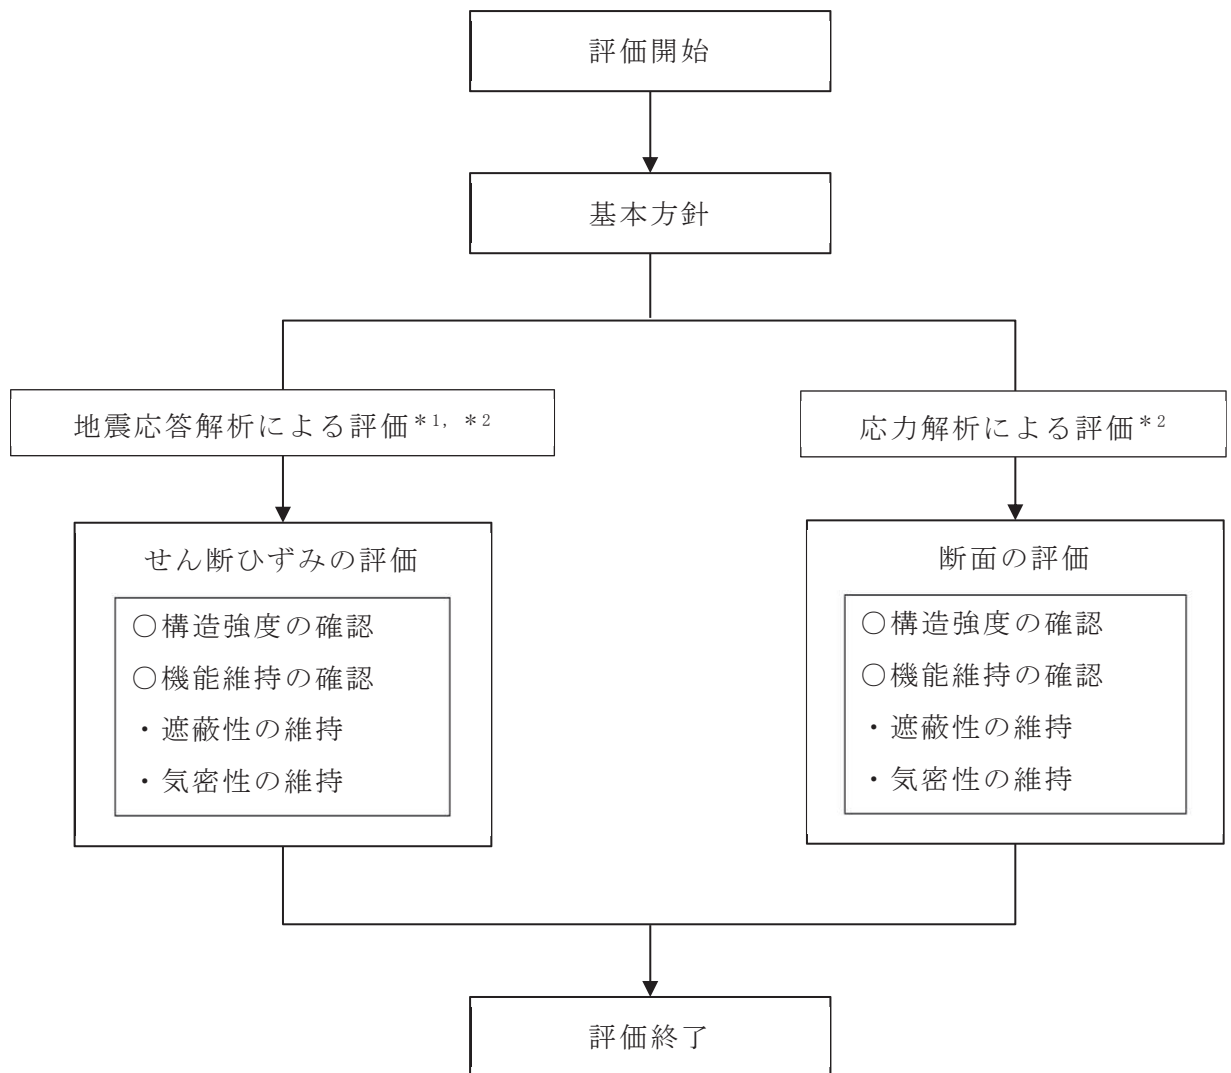 評価開始
基本方針
地震応答解析による評価*1, *2
せん断ひずみの評価
○構造強度の確認
○機能維持の確認
・遮蔽性の維持
・気密性の維持
応力解析による評価*2
断面の評価
○構造強度の確認
○機能維持の確認
・遮蔽性の維持
・気密性の維持
評価終了